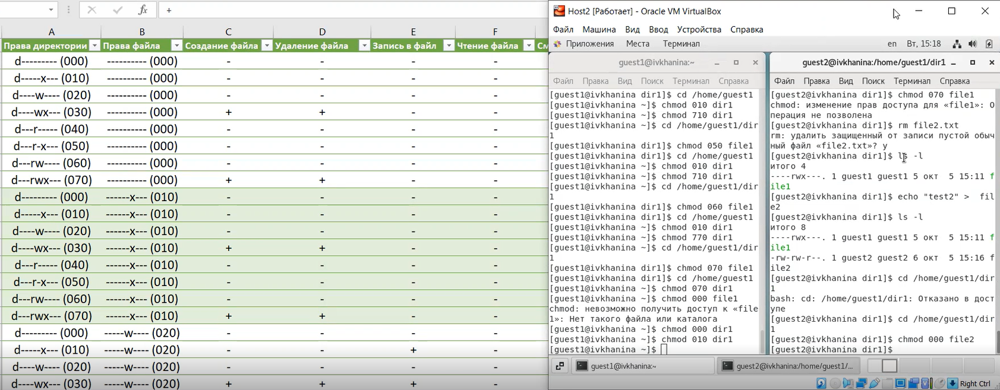 +
A B C D E F
Права директории Права файла Создание файла Удаление файла Запись в файл Чтение файла См
d--------- (000) ---------- (000) - - - -
d-----x--- (010) ---------- (000) - - - -
d----w---- (020) ---------- (000) - - - -
d----wx--- (030) ---------- (000) + + - -
d---r----- (040) ---------- (000) - - - -
d---r-x--- (050) ---------- (000) - - - -
d---rw---- (060) ---------- (000) - - - -
d---rwx--- (070) ---------- (000) + + - -
d--------- (000) ------x--- (010) - - - -
d-----x--- (010) ------x--- (010) - - - -
d----w---- (020) ------x--- (010) - - - -
d----wx--- (030) ------x--- (010) + + - -
d---r----- (040) ------x--- (010) - - - -
d---r-x--- (050) ------x--- (010) - - - -
d---rw---- (060) ------x--- (010) - - - -
d---rwx--- (070) ------x--- (010) + + - -
d--------- (000) -----w---- (020) - - - -
d-----x--- (010) -----w---- (020) - - + -
d----w---- (020) -----w---- (020) - - - -
d----wx--- (030) -----w---- (020) + + + -
Host2 [Работает] - Oracle VM VirtualBox
Файл Машина Вид Ввод Устройства Справка
Приложения Места Терминал en Вт, 15:18
guest1@ivkhanina:~
Файл Правка Вид Поиск Терминал Справка
[guest1@ivkhanina dir1]$ cd /home/guest1
[guest1@ivkhanina ~]$ chmod 010 dir1
[guest1@ivkhanina ~]$ chmod 710 dir1
[guest1@ivkhanina ~]$ cd /home/guest1/dir
1
[guest1@ivkhanina dir1]$ chmod 050 file1
[guest1@ivkhanina dir1]$ cd /home/guest1
[guest1@ivkhanina ~]$ chmod 010 dir1
[guest1@ivkhanina ~]$ chmod 710 dir1
[guest1@ivkhanina ~]$ cd /home/guest1/dir
1
[guest1@ivkhanina dir1]$ chmod 060 file1
[guest1@ivkhanina dir1]$ cd /home/guest1
[guest1@ivkhanina ~]$ chmod 010 dir1
[guest1@ivkhanina ~]$ chmod 770 dir1
[guest1@ivkhanina ~]$ cd /home/guest1/dir
1
[guest1@ivkhanina dir1]$ chmod 070 file1
[guest1@ivkhanina dir1]$ cd /home/guest1
[guest1@ivkhanina ~]$ chmod 070 dir1
[guest1@ivkhanina ~]$ chmod 000 file1
chmod: невозможно получить доступ к «file
1»: Нет такого файла или каталога
[guest1@ivkhanina ~]$ chmod 000 dir1
[guest1@ivkhanina ~]$ chmod 010 dir1
[guest1@ivkhanina ~]$
guest2@ivkhanina:/home/guest1/dir1
Файл Правка Вид Поиск Терминал Справка
[guest2@ivkhanina dir1]$ chmod 070 file1
chmod: изменение прав доступа для «file1»: О
перация не позволена
[guest2@ivkhanina dir1]$ rm file2.txt
rm: удалить защищенный от записи пустой обыч
ный файл «file2.txt»? y
[guest2@ivkhanina dir1]$ ls -l
итого 4
----rwx---. 1 guest1 guest1 5 окт  5 15:11 f
ile1
[guest2@ivkhanina dir1]$ echo "test2" >  fil
e2
[guest2@ivkhanina dir1]$ ls -l
итого 8
----rwx---. 1 guest1 guest1 5 окт  5 15:11 f
ile1
-rw-rw-r--. 1 guest2 guest2 6 окт  5 15:16 f
ile2
[guest2@ivkhanina dir1]$ cd /home/guest1/dir
1
bash: cd: /home/guest1/dir1: Отказано в дост
упе
[guest2@ivkhanina dir1]$ cd /home/guest1/dir
1
[guest2@ivkhanina dir1]$ chmod 000 file2
[guest2@ivkhanina dir1]$
guest1@ivkhanina:~ guest2@ivkhanina:/home/guest1/...
Right Ctrl